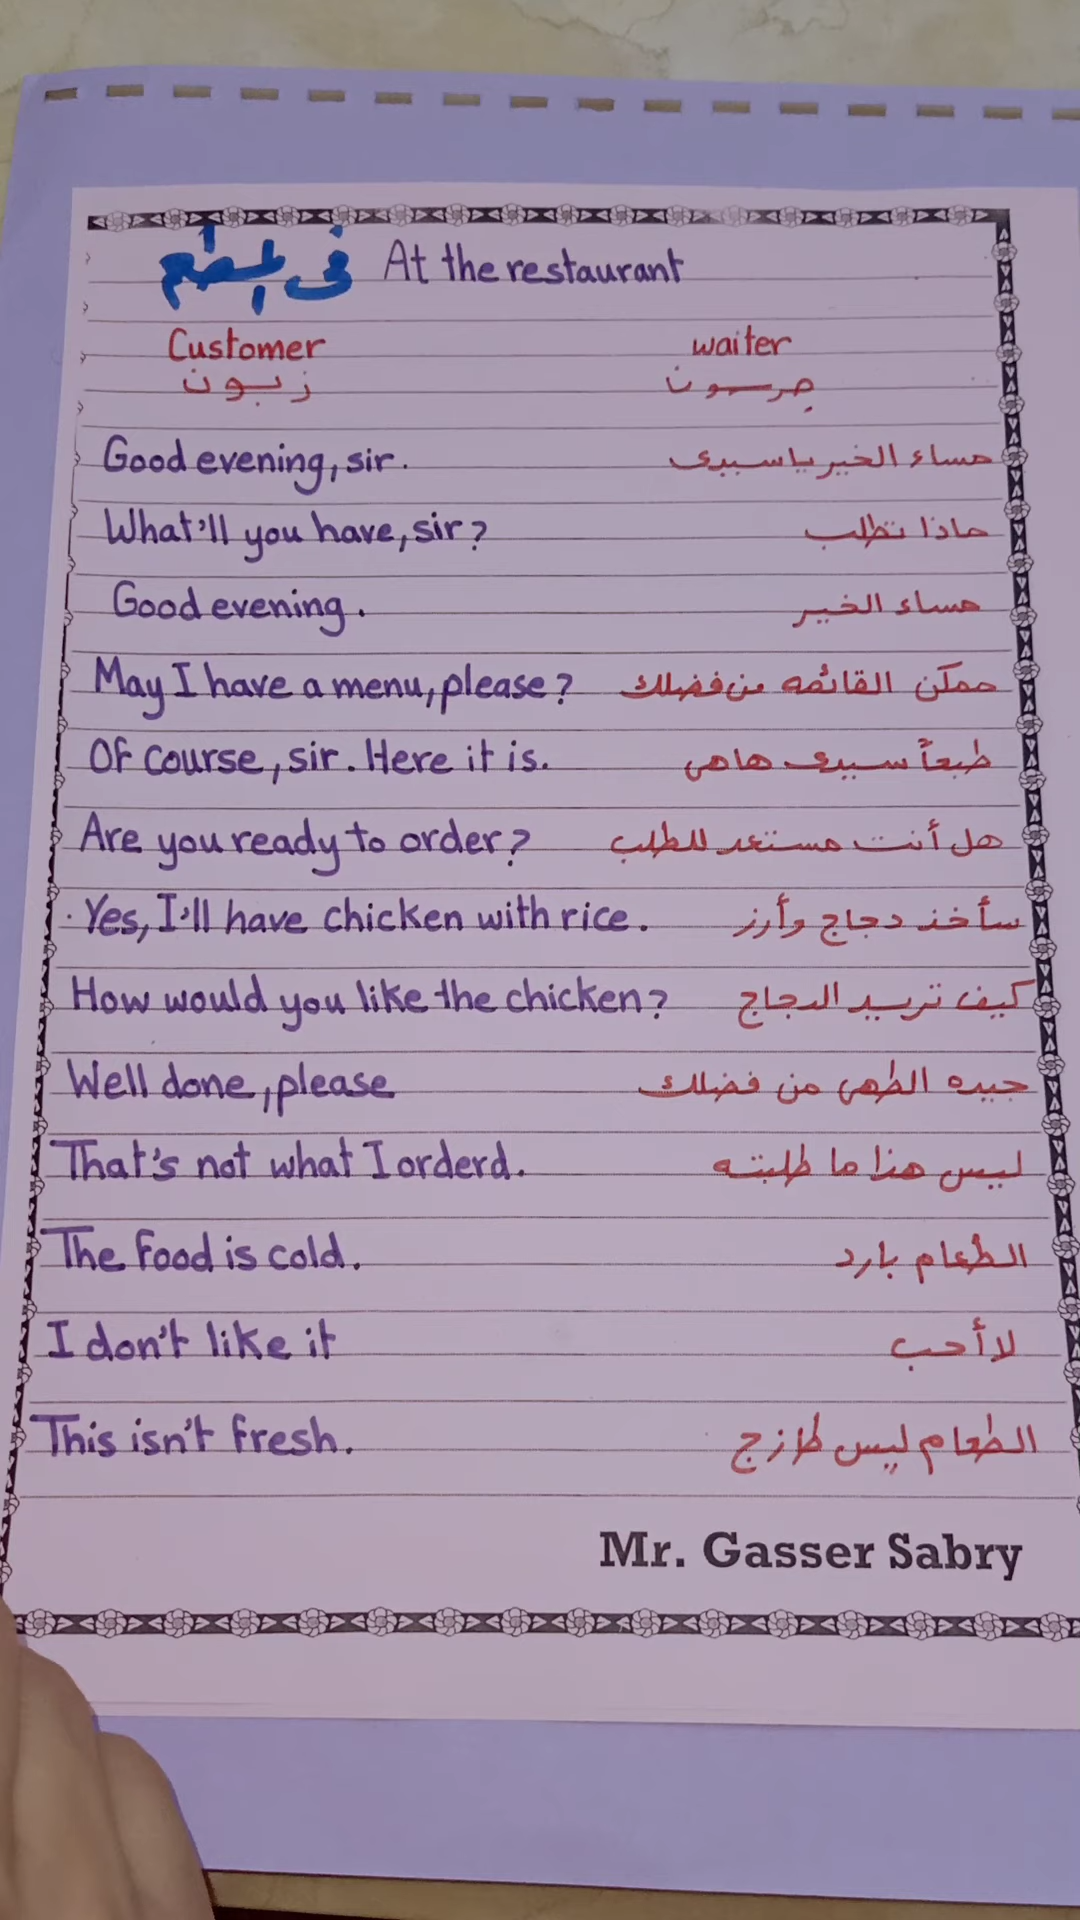 فى المطعم At the restaurant
Customer waiter
زبون جرسون
Good evening, sir. مساء الخير يا سيدى
What'll you have, sir? ماذا تطلب
Good evening. مساء الخير
May I have a menu, please? ممكن القائمه من فضلك
Of course, sir. Here it is. طبعاً سيدى هاهى
Are you ready to order? هل أنت مستعد للطلب
. Yes, I'll have chicken with rice. سأخذ دجاج وأرز
How would you like the chicken? كيف تريد الدجاج
Well done, please جيده الطهى من فضلك
That's not what I orderd. ليس هذا ما طلبته
The food is cold. الطعام بارد
I don't like it لا أحب
This isn't fresh. الطعام ليس طازج
Mr. Gasser Sabry